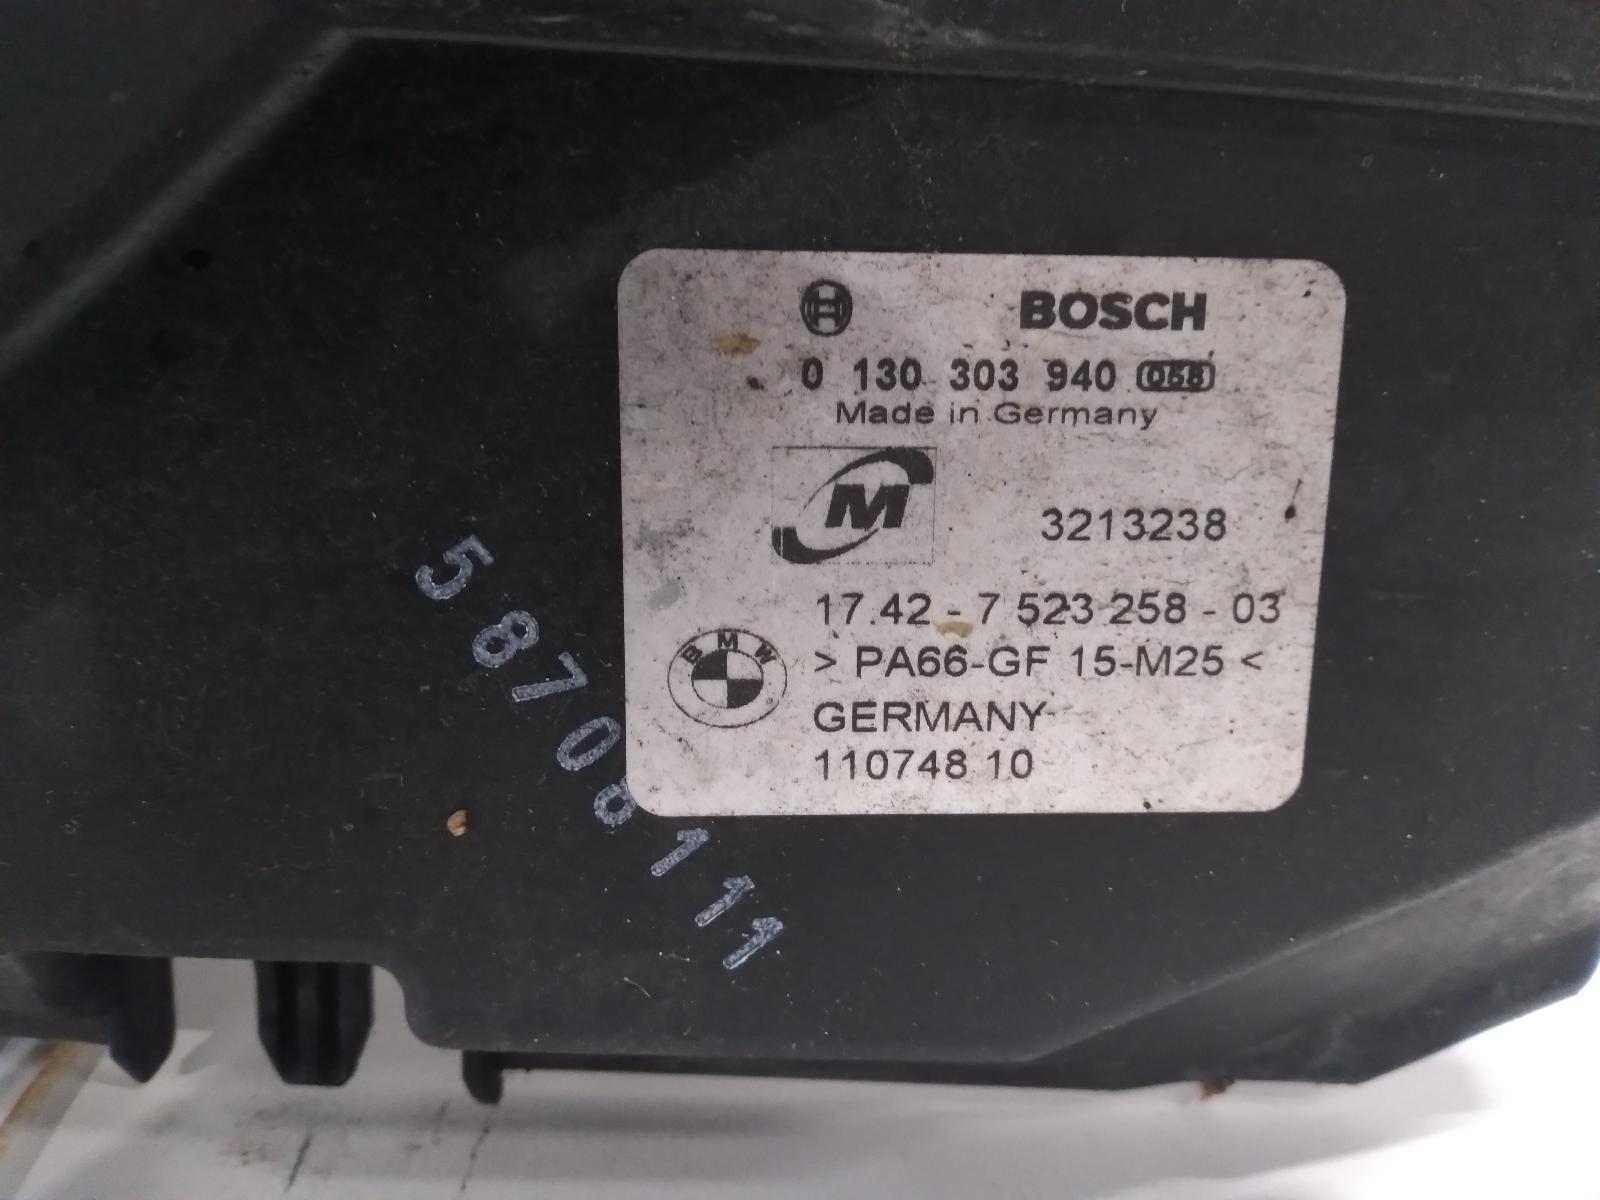 BOSCH
0 130 303 940 058
Made in Germany
M
3213238
17.42 - 7 523 258 - 03
BMW
> PA66-GF 15-M25 <
GERMANY
110748 10